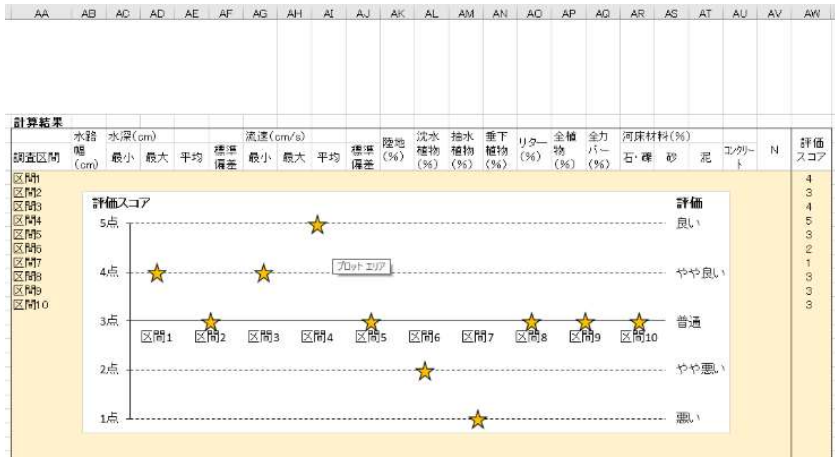 AA AB AC AD AE AF AG AH AI AJ AK AL AM AN AO AP AQ AR AS AT AU AV AW
計算結果
調査区間 水路幅(cm) 水深(cm) 最小 最大 平均 標準偏差 流速(cm/s) 最小 最大 平均 標準偏差 陸地(%) 沈水植物(%) 抽水植物(%) 垂下植物(%) リター(%) 全植物(%) 全カバー(%) 河床材料(%) 石・礫 砂 泥 コンクリート N 評価スコア
区間1 4
区間2 3
区間3 4
区間4 5
区間5 3
区間6 2
区間7 1
区間8 3
区間9 3
区間10 3
評価スコア 評価
5点 良い
4点 やや良い
プロット エリア
3点 普通
区間1 区間2 区間3 区間4 区間5 区間6 区間7 区間8 区間9 区間10
2点 やや悪い
1点 悪い